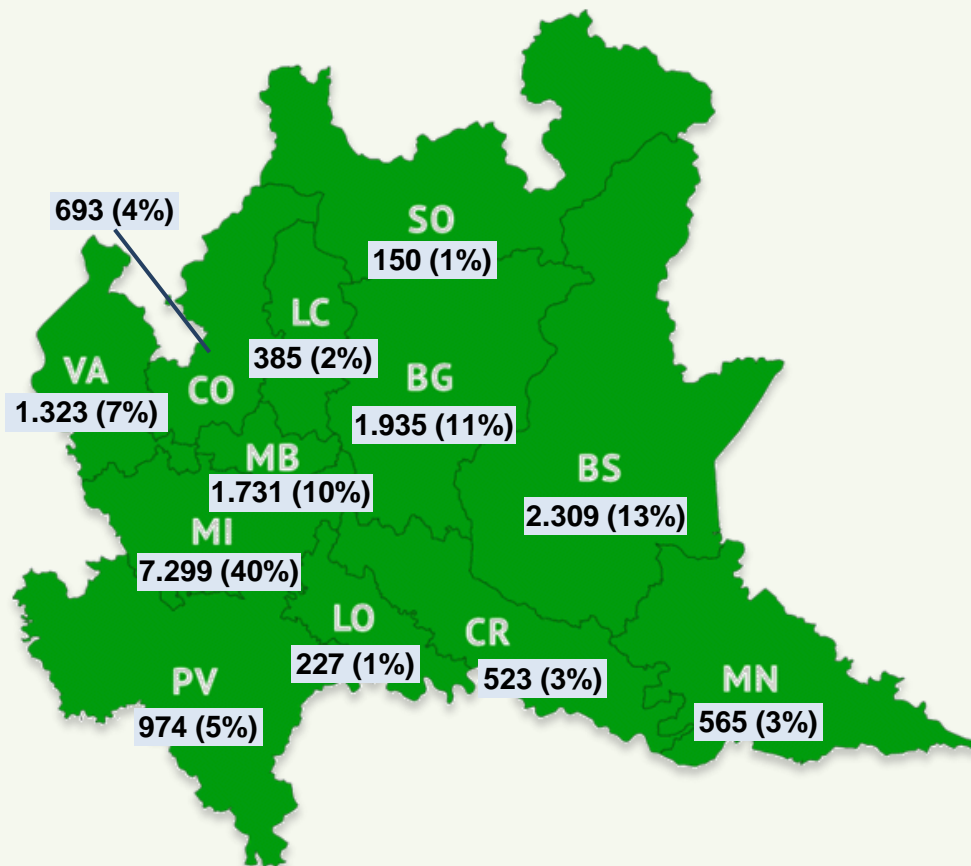 693 (4%)
SO
150 (1%)
LC
385 (2%)
VA
1.323 (7%)
CO
BG
1.935 (11%)
MB
1.731 (10%)
BS
2.309 (13%)
MI
7.299 (40%)
LO
227 (1%)
CR
523 (3%)
PV
974 (5%)
MN
565 (3%)